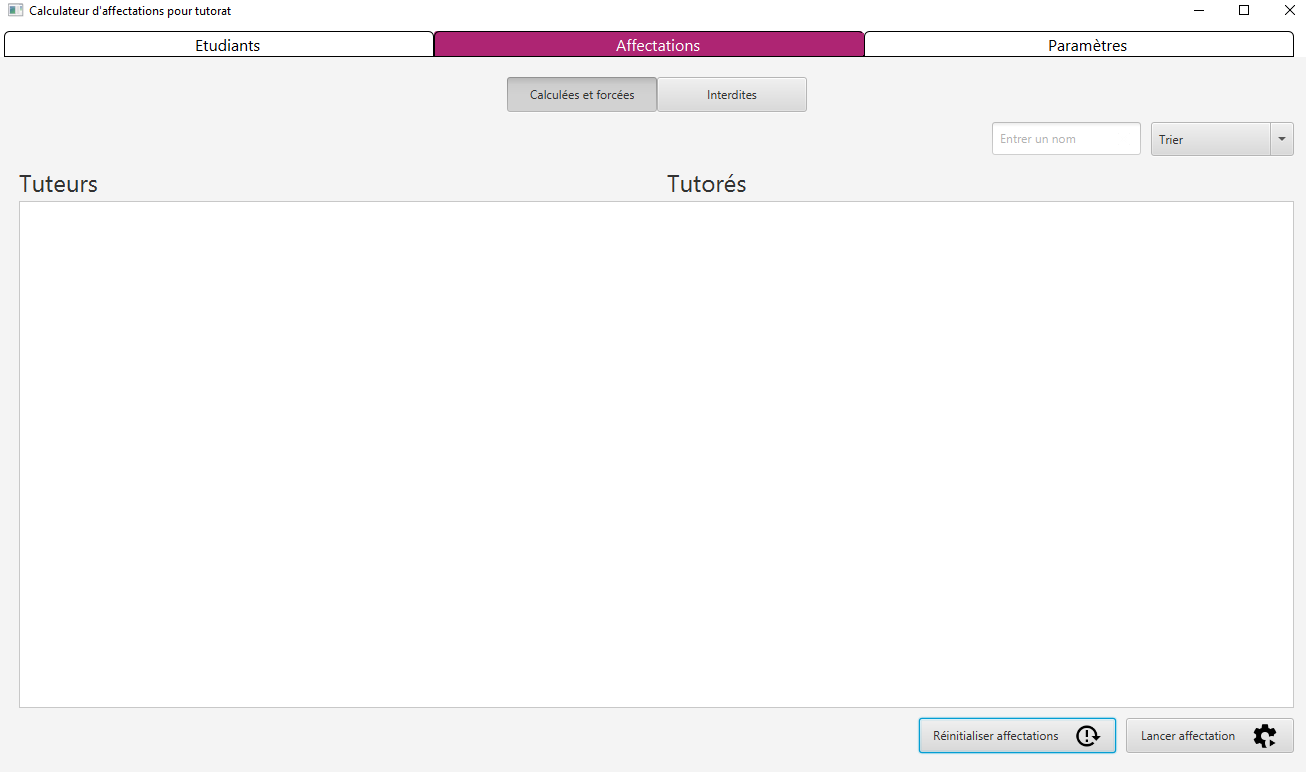 Calculateur d'affectations pour tutorat
Etudiants Affectations Paramètres
Calculées et forcées Interdites
Entrer un nom Trier
Tuteurs Tutorés
Réinitialiser affectations Lancer affectation